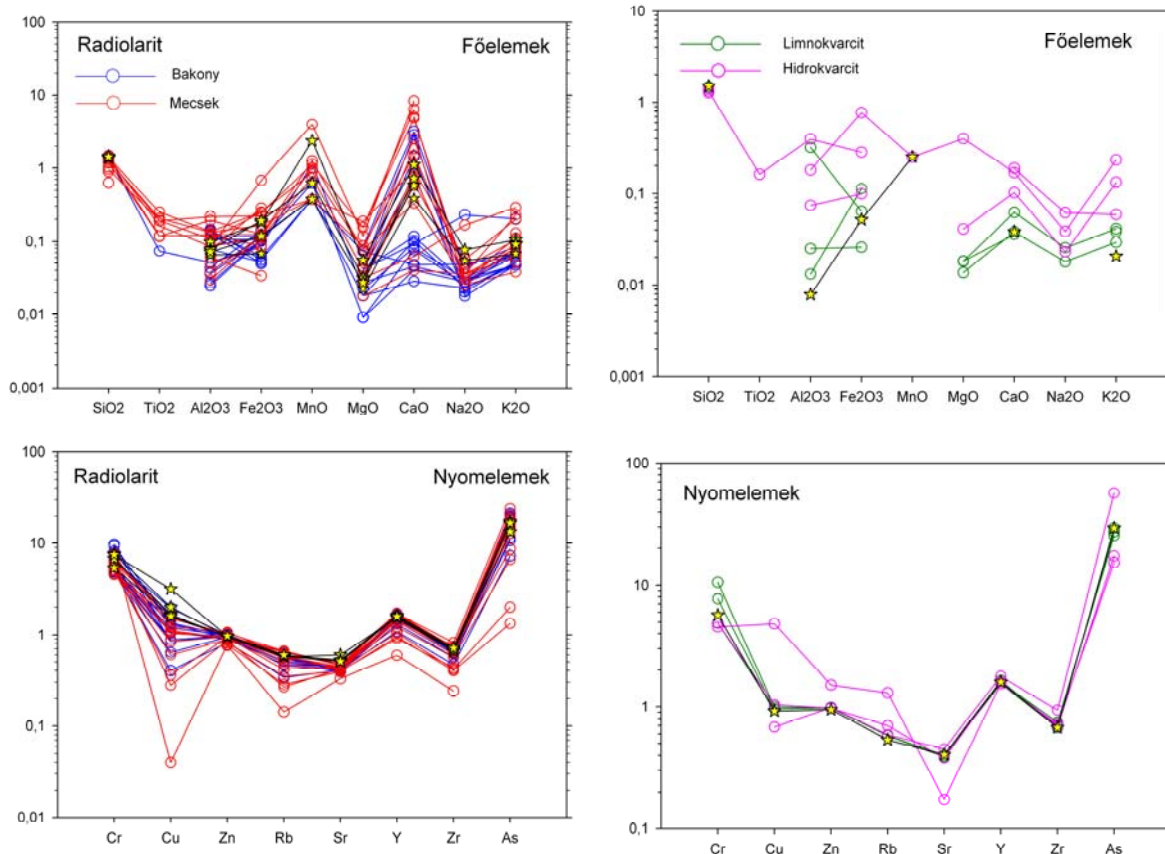 Radiolarit Főelemek
Bakony
Mecsek
100
10
1
0,1
0,01
0,001
SiO2 TiO2 Al2O3 Fe2O3 MnO MgO CaO Na2O K2O
Főelemek
Limnokvarcit
Hidrokvarcit
10
1
0,1
0,01
0,001
SiO2 TiO2 Al2O3 Fe2O3 MnO MgO CaO Na2O K2O
Radiolarit Nyomelemek
100
10
1
0,1
0,01
Cr Cu Zn Rb Sr Y Zr As
Nyomelemek
100
10
1
0,1
Cr Cu Zn Rb Sr Y Zr As